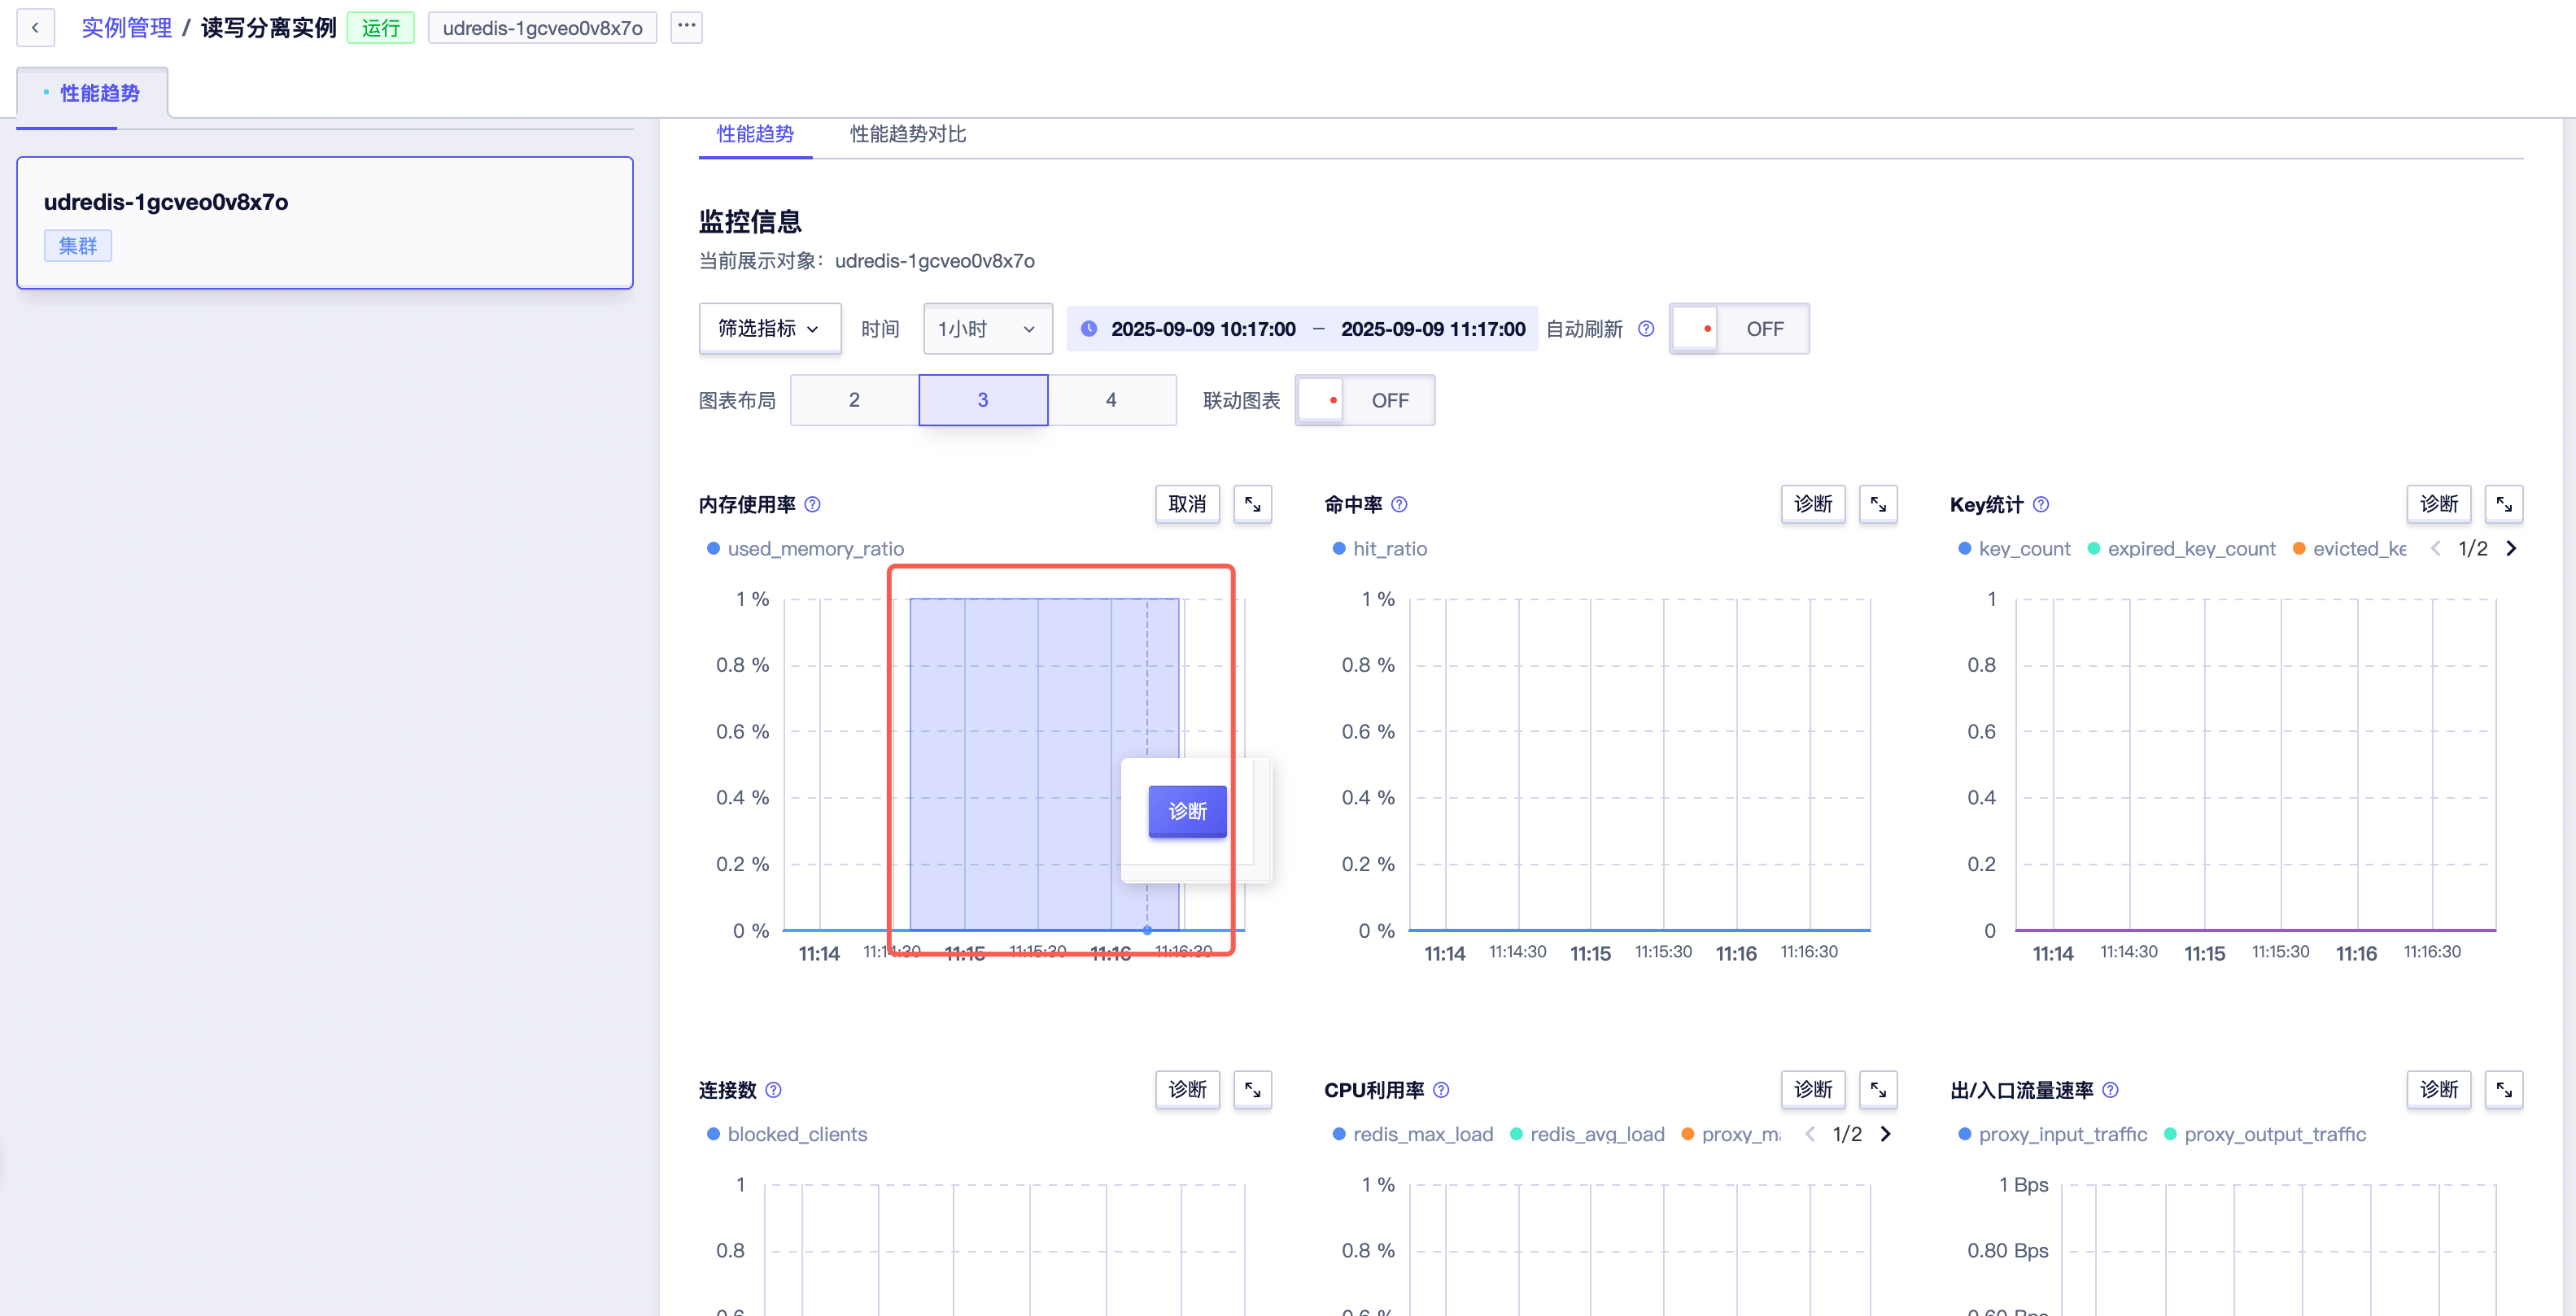 实例管理 / 读写分离实例 运行 udredis-1gcveo0v8x7o ···
性能趋势
性能趋势 性能趋势对比
udredis-1gcveo0v8x7o
集群
监控信息
当前展示对象：udredis-1gcveo0v8x7o
筛选指标 时间 1小时 2025-09-09 10:17:00 – 2025-09-09 11:17:00 自动刷新 OFF
图表布局 2 3 4 联动图表 OFF
内存使用率 取消
used_memory_ratio
1 %
0.8 %
0.6 %
0.4 %
0.2 %
0 %
诊断
11:14 11:14:30 11:15 11:15:30 11:16 11:16:30
命中率 诊断
hit_ratio
1 %
0.8 %
0.6 %
0.4 %
0.2 %
0 %
11:14 11:14:30 11:15 11:15:30 11:16 11:16:30
Key统计 诊断
key_count expired_key_count evicted_ke 1/2
1
0.8
0.6
0.4
0.2
0
11:14 11:14:30 11:15 11:15:30 11:16 11:16:30
连接数 诊断
blocked_clients
1
0.8
CPU利用率 诊断
redis_max_load redis_avg_load proxy_ma 1/2
1 %
0.8 %
出/入口流量速率 诊断
proxy_input_traffic proxy_output_traffic
1 Bps
0.80 Bps